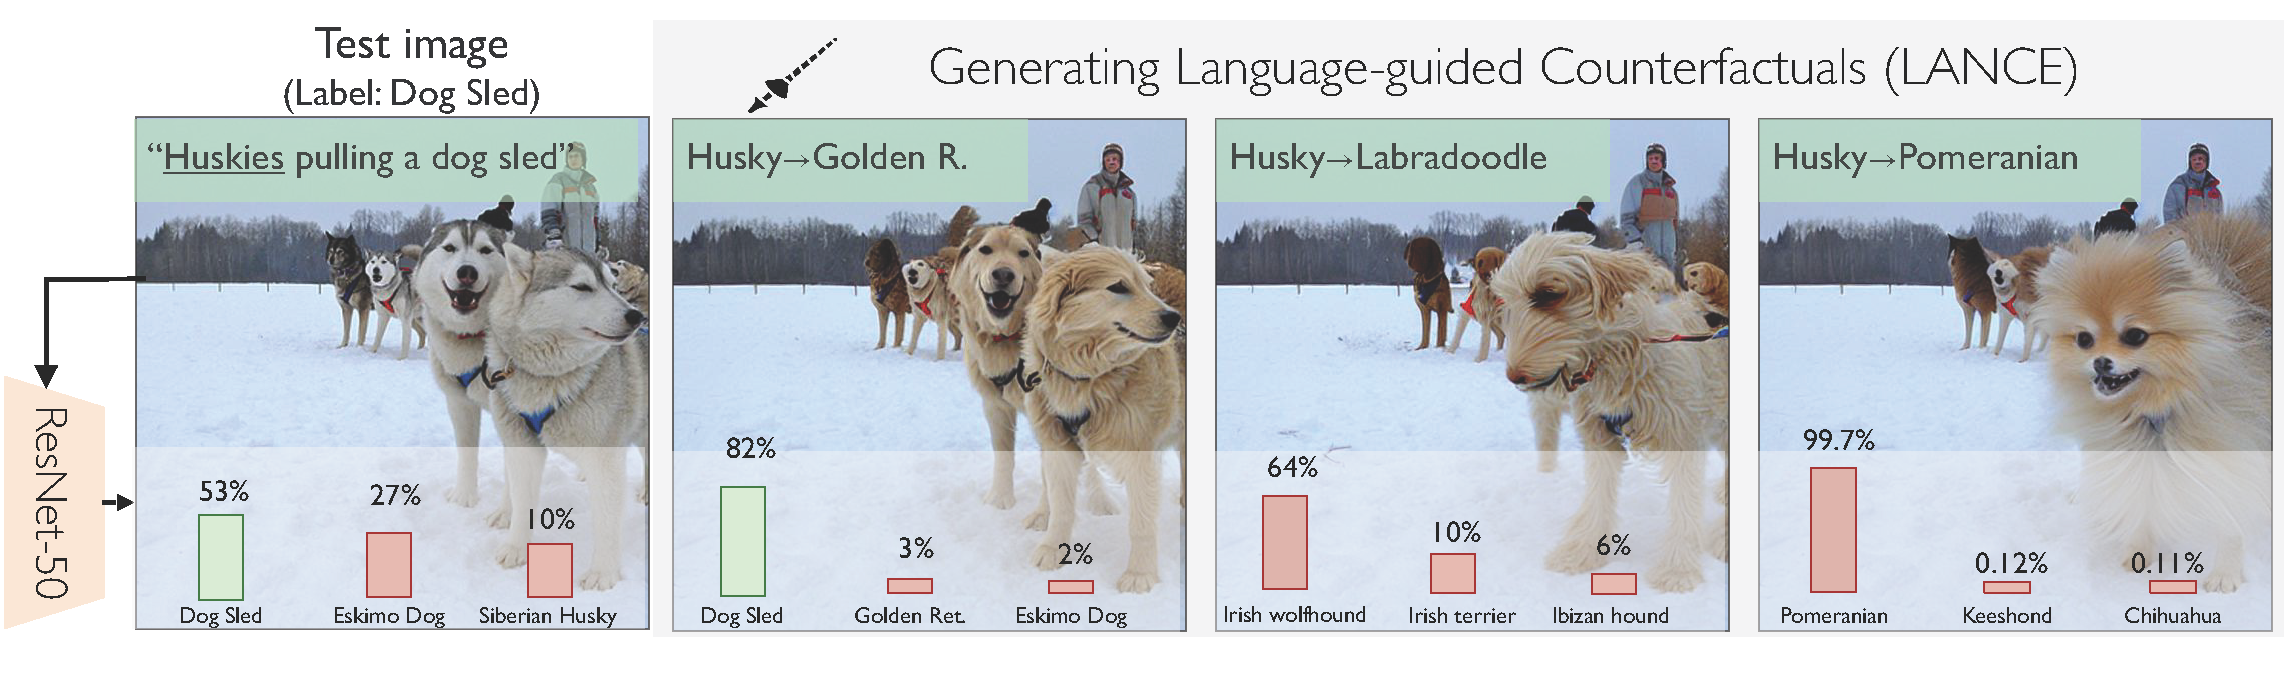 Test image
(Label: Dog Sled)
Generating Language-guided Counterfactuals (LANCE)
“Huskies pulling a dog sled”
Husky→Golden R.
Husky→Labradoodle
Husky→Pomeranian
ResNet-50
53%
27%
10%
Dog Sled
Eskimo Dog
Siberian Husky
82%
3%
2%
Dog Sled
Golden Ret.
Eskimo Dog
64%
10%
6%
Irish wolfhound
Irish terrier
Ibizan hound
99.7%
0.12%
0.11%
Pomeranian
Keeshond
Chihuahua